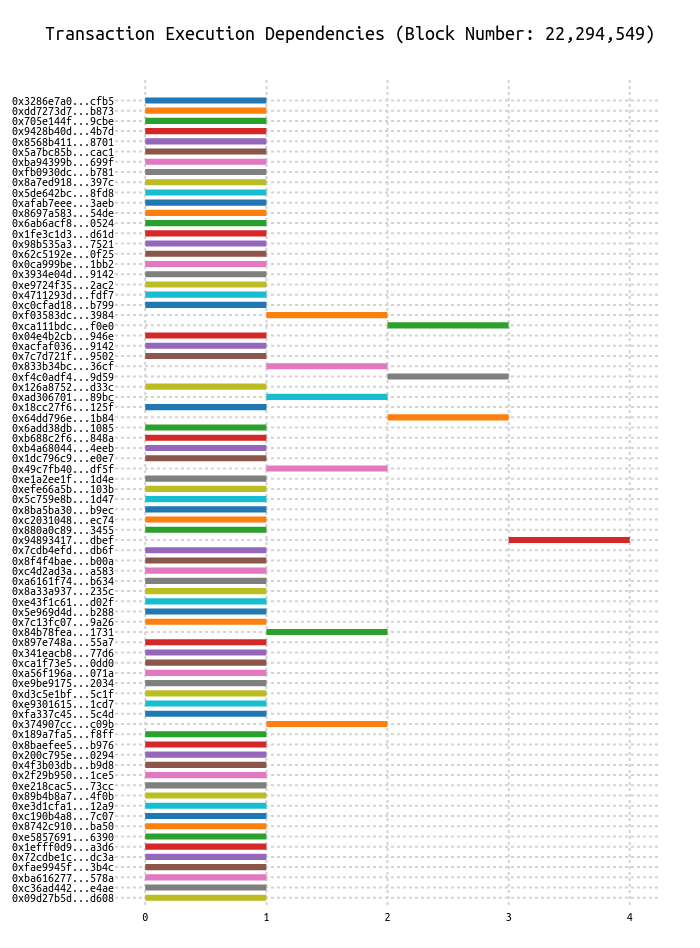 Transaction Execution Dependencies (Block Number: 22,294,549)
0x3286e7a0...cfb5
0xdd7273d7...b873
0x705e144f...9cbe
0x9428b40d...4b7d
0x8568b411...8701
0x5a7bc85b...cac1
0xba94399b...699f
0xfb0930dc...b781
0x8a7ed918...397c
0x5de642bc...8fd8
0xafab7eee...3aeb
0x8697a583...54de
0x6ab6acf8...0524
0x1fe3c1d3...d61d
0x98b535a3...7521
0x62c5192e...0f25
0x0ca999be...1bb2
0x3934e04d...9142
0xe9724f35...2ac2
0x4711293d...fdf7
0xc0cfad18...b799
0xf03583dc...3984
0xca111bdc...f0e0
0x04e4b2cb...946e
0xacfaf036...9142
0x7c7d721f...9502
0x833b34bc...36cf
0xf4c0adf4...9d59
0x126a8752...d33c
0xad306701...89bc
0x18cc27f6...125f
0x64dd796e...1b84
0x6add38db...1085
0xb688c2f6...848a
0xb4a68044...4eeb
0x1dc796c9...e0e7
0x49c7fb40...df5f
0xe1a2ee1f...1d4e
0xefe66a5b...103b
0x5c759e8b...1d47
0x8ba5ba30...b9ec
0xc2031048...ec74
0x880a0c89...3455
0x94893417...dbef
0x7cdb4efd...db6f
0x8f4f4bae...b00a
0xc4d2ad3a...a583
0xa6161f74...b634
0x8a33a937...235c
0xe43f1c61...d02f
0x5e969d4d...b288
0x7c13fc07...9a26
0x84b78fea...1731
0x897e748a...55a7
0x341eacb8...77d6
0xca1f73e5...0dd0
0xa56f196a...071a
0xe9be9175...2034
0xd3c5e1bf...5c1f
0xe9301615...1cd7
0xfa337c45...5c4d
0x374907cc...c09b
0x189a7fa5...f8ff
0x8baefee5...b976
0x200c795e...0294
0x4f3b03db...b9d8
0x2f29b950...1ce5
0xe218cac5...73cc
0x89b4b8a7...4f0b
0xe3d1cfa1...12a9
0xc190b4a8...7c07
0x8742c910...ba50
0xe5857691...6390
0x1efff0d9...a3d6
0x72cdbe1c...dc3a
0xfae9945f...3b4c
0xba616277...578a
0xc36ad442...e4ae
0x09d27b5d...d608
0 1 2 3 4